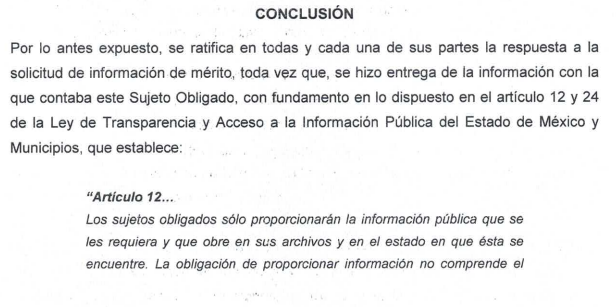 CONCLUSIÓN
Por lo antes expuesto, se ratifica en todas y cada una de sus partes la respuesta a la
solicitud de información de mérito, toda vez que, se hizo entrega de la información con la
que contaba este Sujeto Obligado, con fundamento en lo dispuesto en el artículo 12 y 24
de la Ley de Transparencia y Acceso a la Información Pública del Estado de México y
Municipios, que establece:
"Artículo 12...
Los sujetos obligados sólo proporcionarán la información pública que se
les requiera y que obre en sus archivos y en el estado en que ésta se
encuentre. La obligación de proporcionar información no comprende el